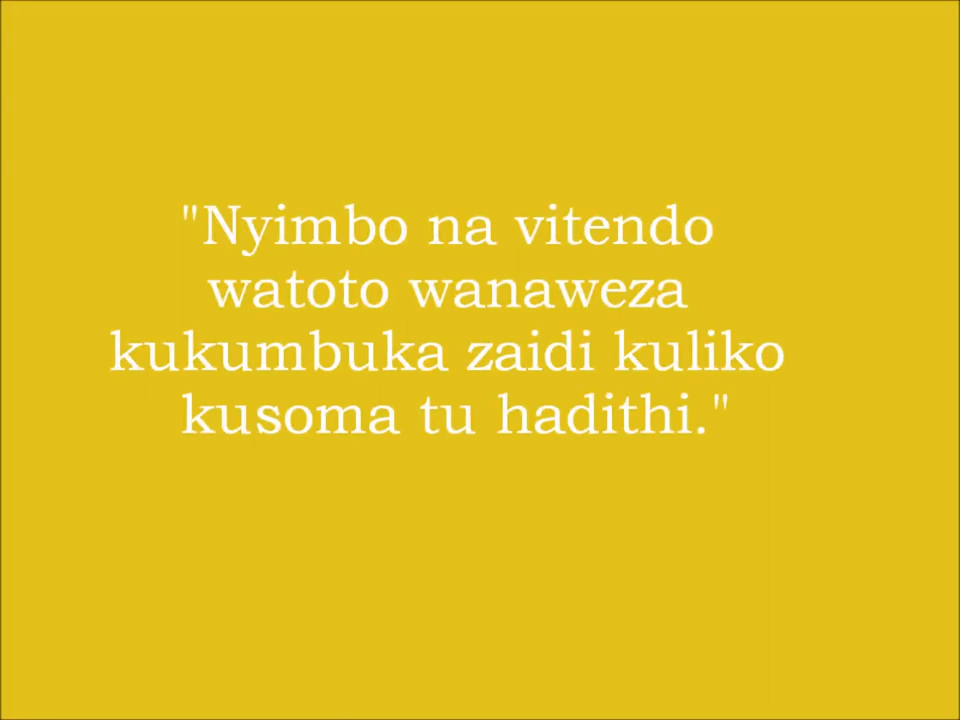 "Nyimbo na vitendo
watoto wanaweza
kukumbuka zaidi kuliko
kusoma tu hadithi."